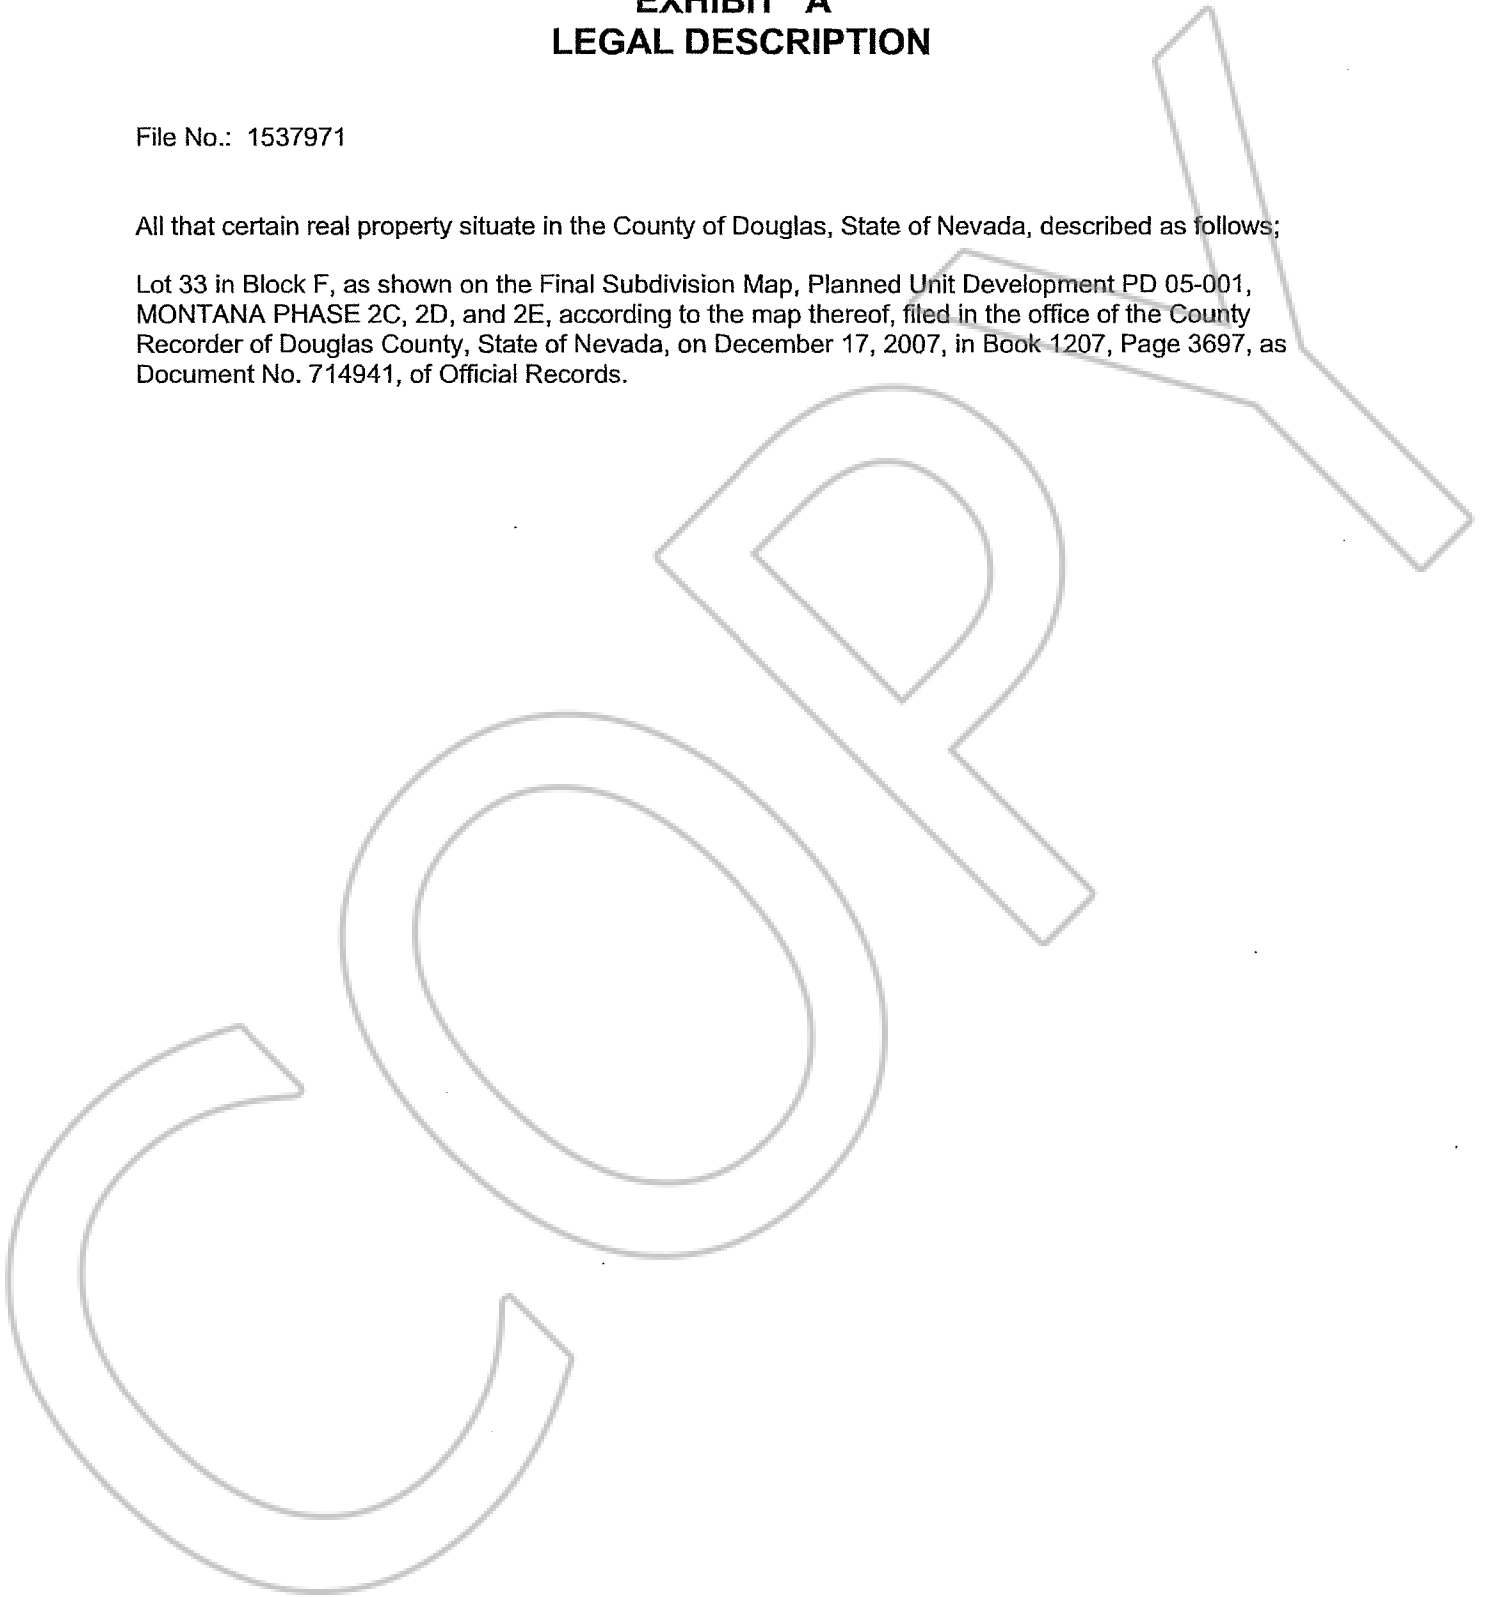 EXHIBIT "A"
LEGAL DESCRIPTION
File No.: 1537971
All that certain real property situate in the County of Douglas, State of Nevada, described as follows;
Lot 33 in Block F, as shown on the Final Subdivision Map, Planned Unit Development PD 05-001,
MONTANA PHASE 2C, 2D, and 2E, according to the map thereof, filed in the office of the County
Recorder of Douglas County, State of Nevada, on December 17, 2007, in Book 1207, Page 3697, as
Document No. 714941, of Official Records.
COPY